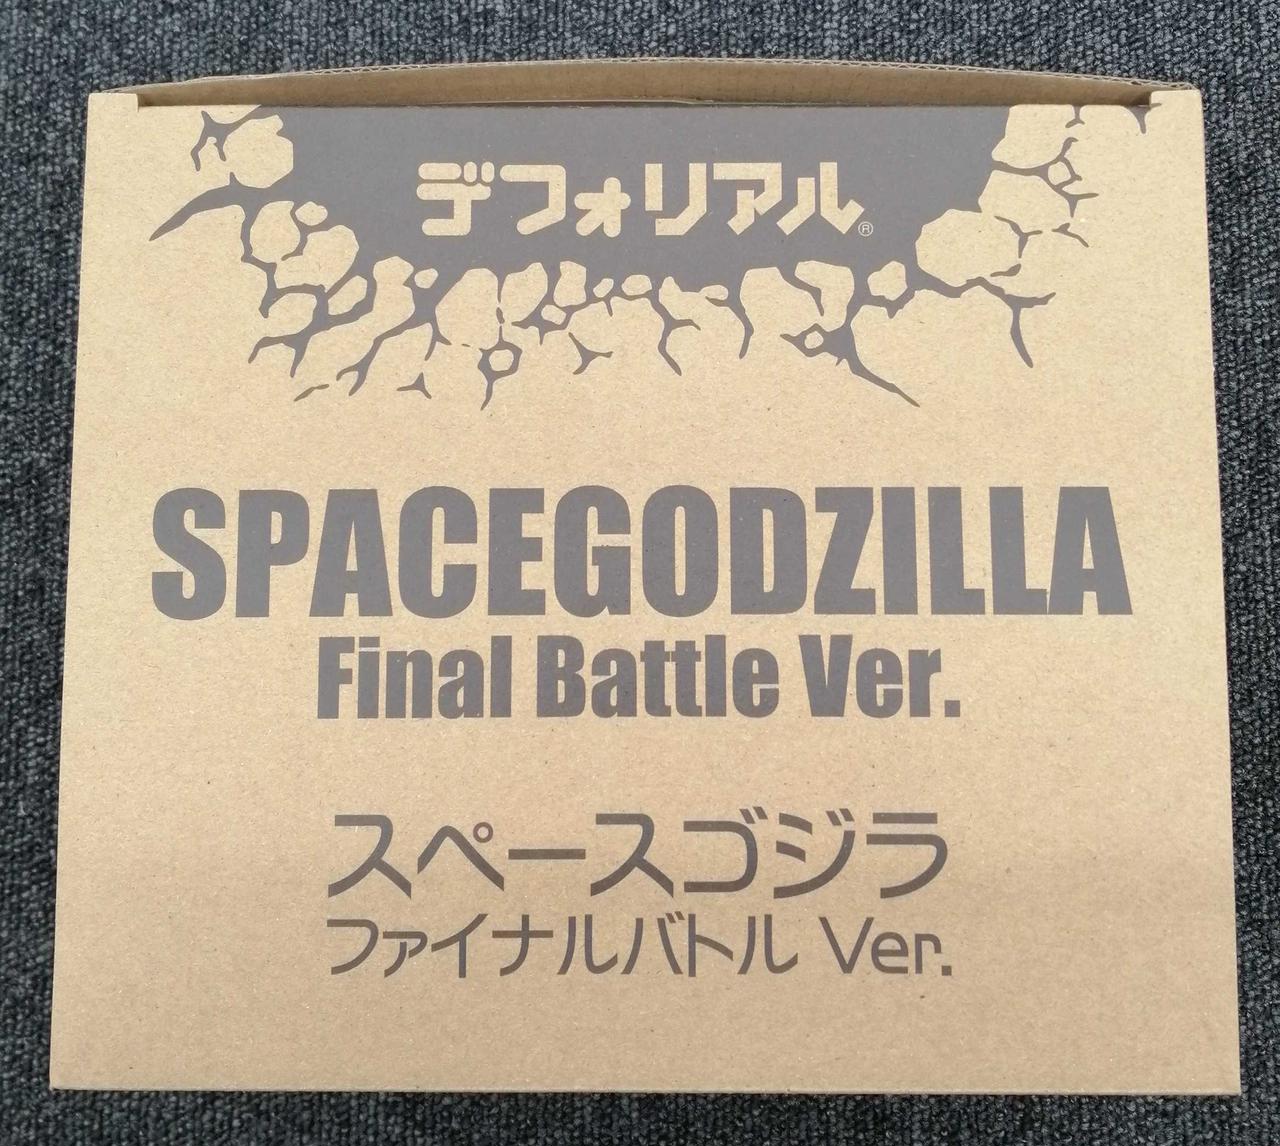 デフォリアル®
SPACEGODZILLA
Final Battle Ver.
スペースゴジラ
ファイナルバトル Ver.